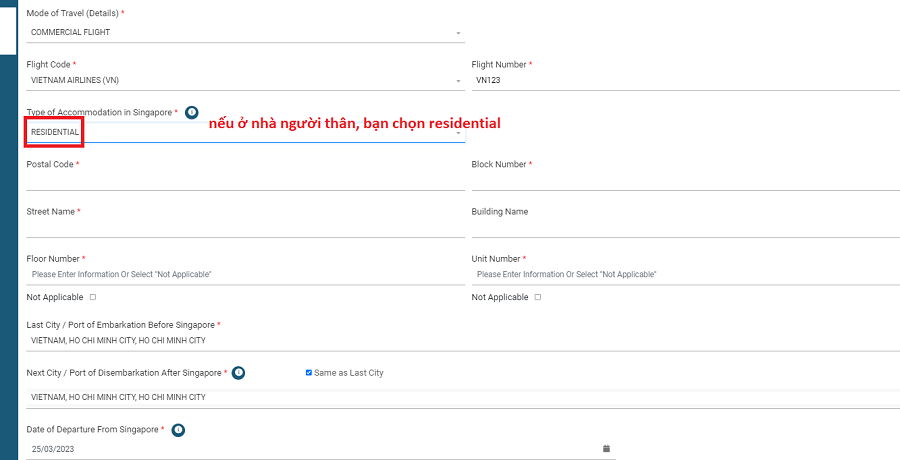 Mode of Travel (Details) *
COMMERCIAL FLIGHT
Flight Code *
Flight Number *
VIETNAM AIRLINES (VN)
VN123
Type of Accommodation in Singapore *
nếu ở nhà người thân, bạn chọn residential
RESIDENTIAL
Postal Code *
Block Number *
Street Name *
Building Name
Floor Number *
Unit Number *
Please Enter Information Or Select "Not Applicable"
Please Enter Information Or Select "Not Applicable"
Not Applicable
Not Applicable
Last City / Port of Embarkation Before Singapore *
VIETNAM, HO CHI MINH CITY, HO CHI MINH CITY
Next City / Port of Disembarkation After Singapore *
Same as Last City
VIETNAM, HO CHI MINH CITY, HO CHI MINH CITY
Date of Departure From Singapore *
25/03/2023